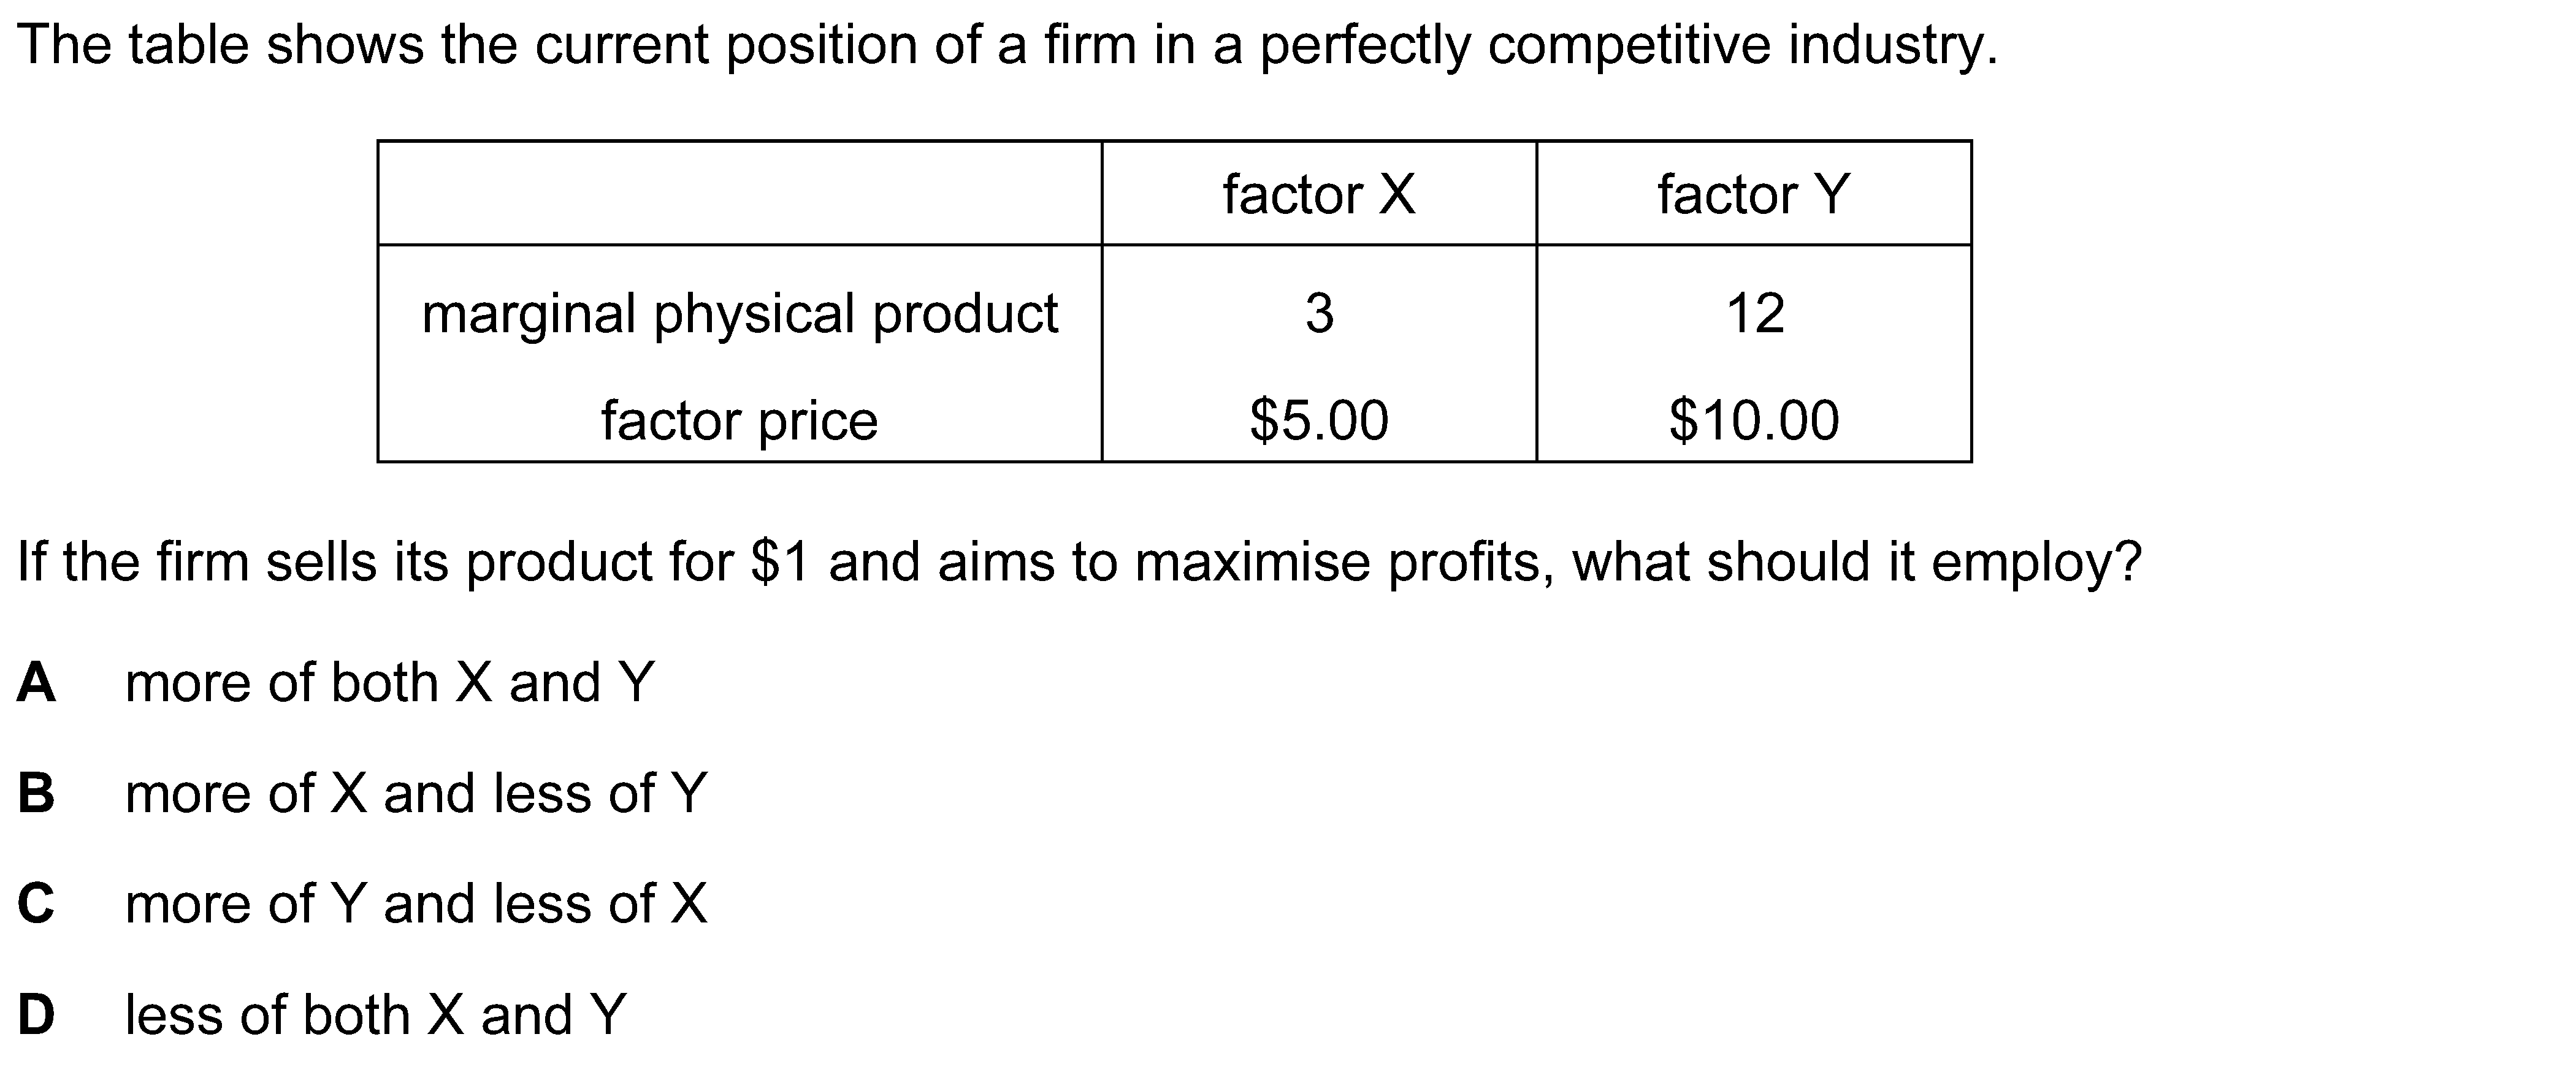 The table shows the current position of a firm in a perfectly competitive industry.
factor X factor Y
marginal physical product 3 12
factor price $5.00 $10.00
If the firm sells its product for $1 and aims to maximise profits, what should it employ?
A more of both X and Y
B more of X and less of Y
C more of Y and less of X
D less of both X and Y